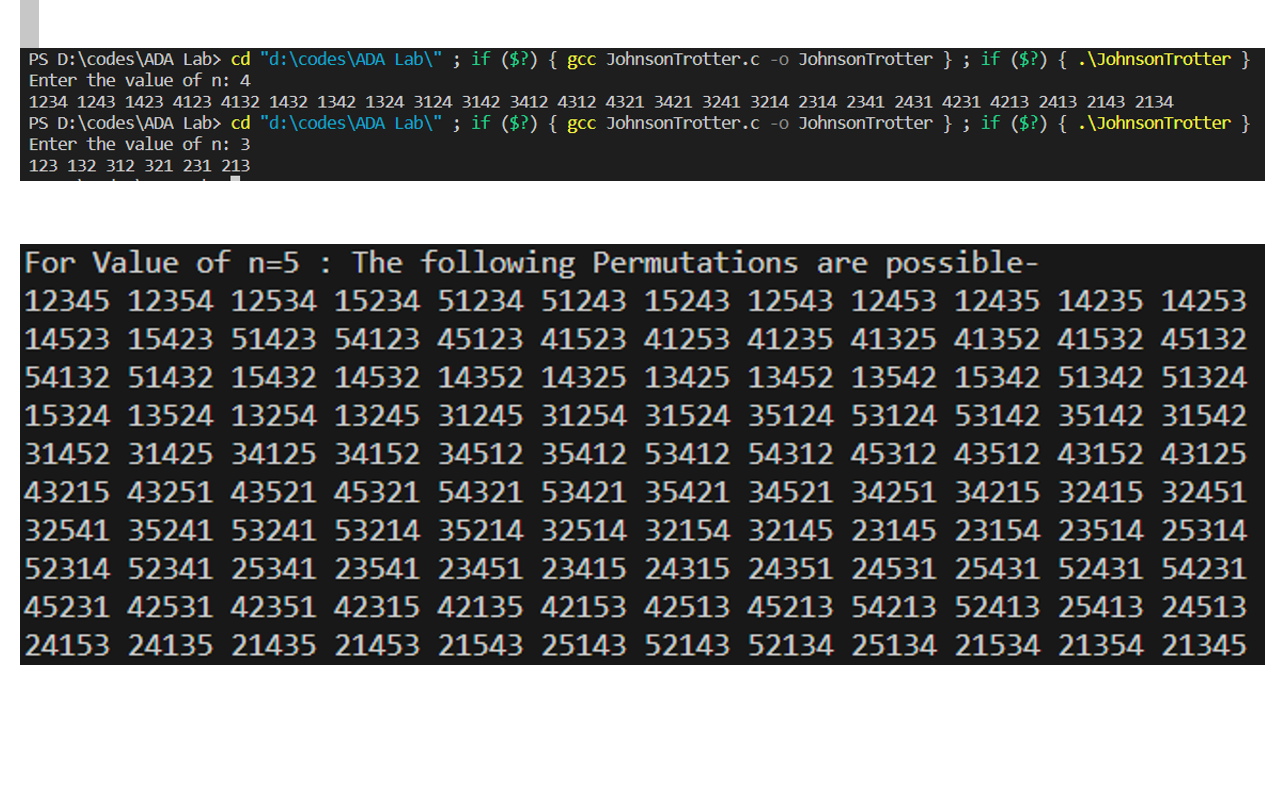 PS D:\codes\ADA Lab> cd "d:\codes\ADA Lab\" ; if ($?) { gcc JohnsonTrotter.c -o JohnsonTrotter } ; if ($?) { .\JohnsonTrotter }
Enter the value of n: 4
1234 1243 1423 4123 4132 1432 1342 1324 3124 3142 3412 4312 4321 3421 3241 3214 2314 2341 2431 4231 4213 2413 2143 2134
PS D:\codes\ADA Lab> cd "d:\codes\ADA Lab\" ; if ($?) { gcc JohnsonTrotter.c -o JohnsonTrotter } ; if ($?) { .\JohnsonTrotter }
Enter the value of n: 3
123 132 312 321 231 213
For Value of n=5 : The following Permutations are possible-
12345 12354 12534 15234 51234 51243 15243 12543 12453 12435 14235 14253
14523 15423 51423 54123 45123 41523 41253 41235 41325 41352 41532 45132
54132 51432 15432 14532 14352 14325 13425 13452 13542 15342 51342 51324
15324 13524 13254 13245 31245 31254 31524 35124 53124 53142 35142 31542
31452 31425 34125 34152 34512 35412 53412 54312 45312 43512 43152 43125
43215 43251 43521 45321 54321 53421 35421 34521 34251 34215 32415 32451
32541 35241 53241 53214 35214 32514 32154 32145 23145 23154 23514 25314
52314 52341 25341 23541 23451 23415 24315 24351 24531 25431 52431 54231
45231 42531 42351 42315 42135 42153 42513 45213 54213 52413 25413 24513
24153 24135 21435 21453 21543 25143 52143 52134 25134 21534 21354 21345